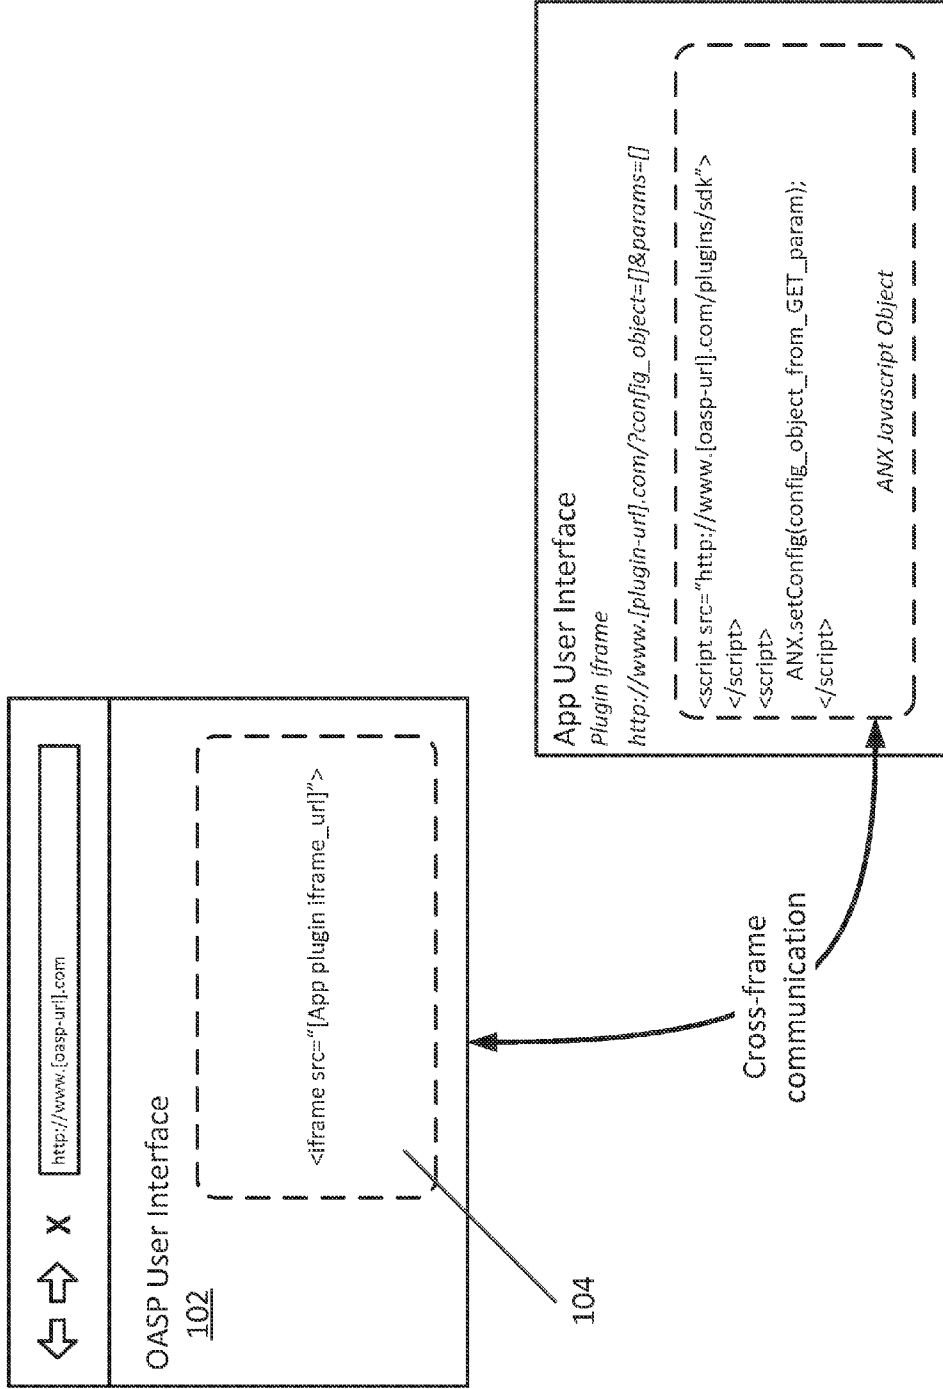 http://www.[oasp-url].com
X
OASP User Interface
102
<iframe src="[App plugin iframe_url]">
104
Cross-frame
communication
App User Interface
Plugin iframe
http://www.[plugin-url].com/?config_object=[]&params=[]
<script src="http://www.[oasp-url].com/plugins/sdk">
</script>
<script>
ANX.setConfig(config_object_from_GET_param);
</script>
ANX Javascript Object